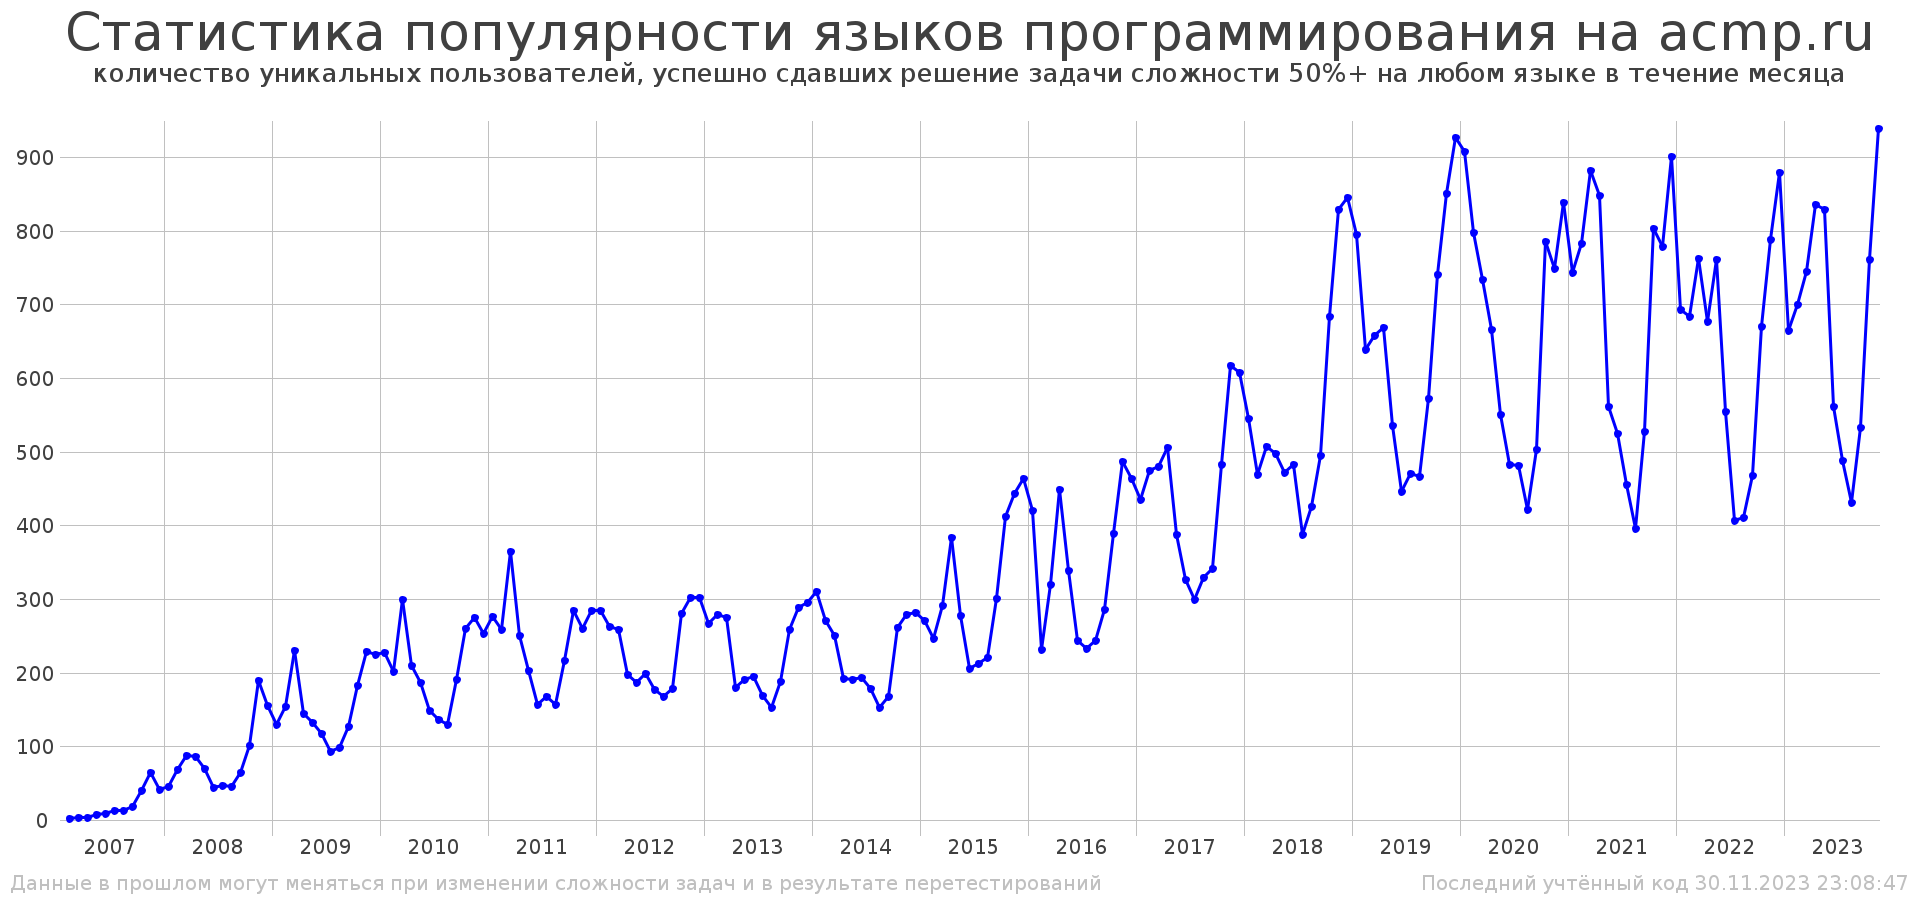 Статистика популярности языков программирования на acmp.ru
количество уникальных пользователей, успешно сдавших решение задачи сложности 50%+ на любом языке в течение месяца
900
800
700
600
500
400
300
200
100
0
2007 2008 2009 2010 2011 2012 2013 2014 2015 2016 2017 2018 2019 2020 2021 2022 2023
Данные в прошлом могут меняться при изменении сложности задач и в результате перетестирований
Последний учтённый код 30.11.2023 23:08:47